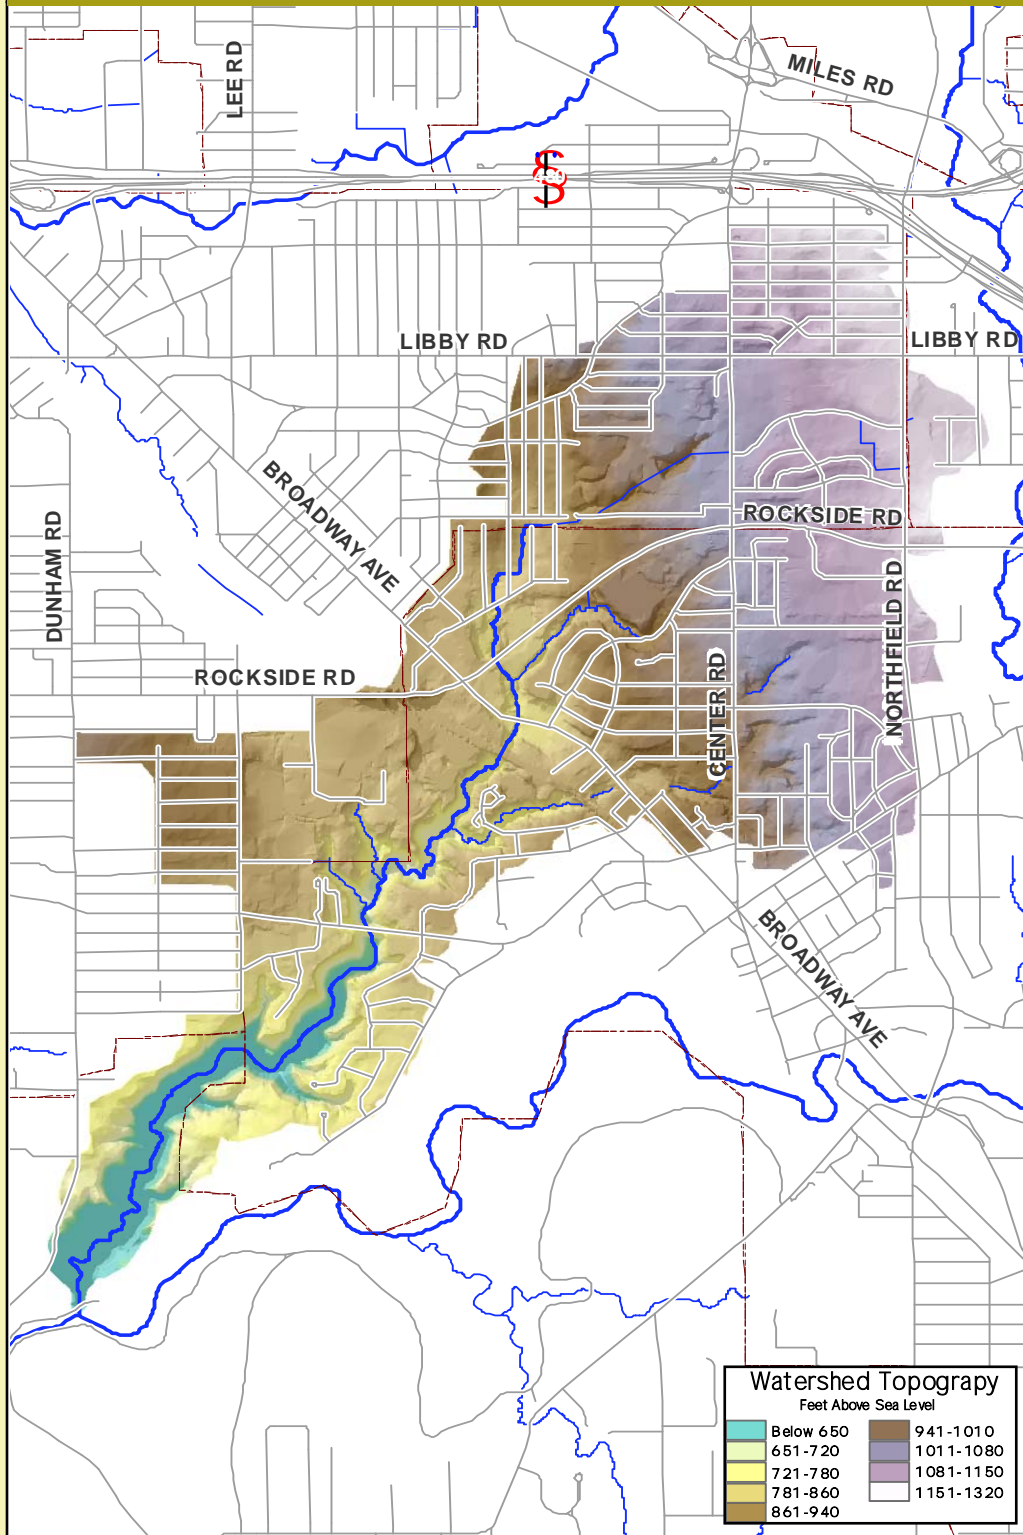 LEE RD
MILES RD
LIBBY RD
LIBBY RD
BROADWAY AVE
ROCKSIDE RD
DUNHAM RD
NORTHFIELD RD
ROCKSIDE RD
CENTER RD
BROADWAY AVE
Watershed Topograpy
Feet Above Sea Level
Below 650
651-720
721-780
781-860
861-940
941-1010
1011-1080
1081-1150
1151-1320